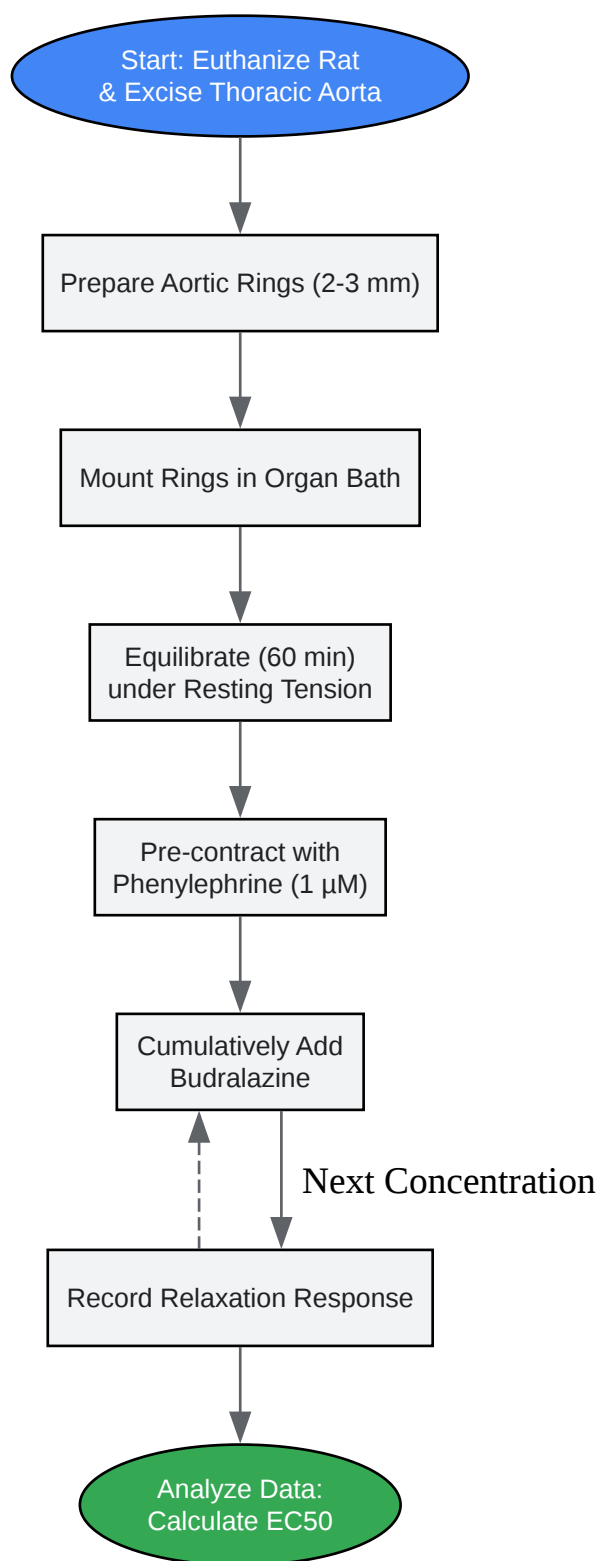 Start: Euthanize Rat
& Excise Thoracic Aorta
Prepare Aortic Rings (2-3 mm)
Mount Rings in Organ Bath
Equilibrate (60 min)
under Resting Tension
Pre-contract with
Phenylephrine (1 µM)
Cumulatively Add
Budralazine
Next Concentration
Record Relaxation Response
Analyze Data:
Calculate EC50